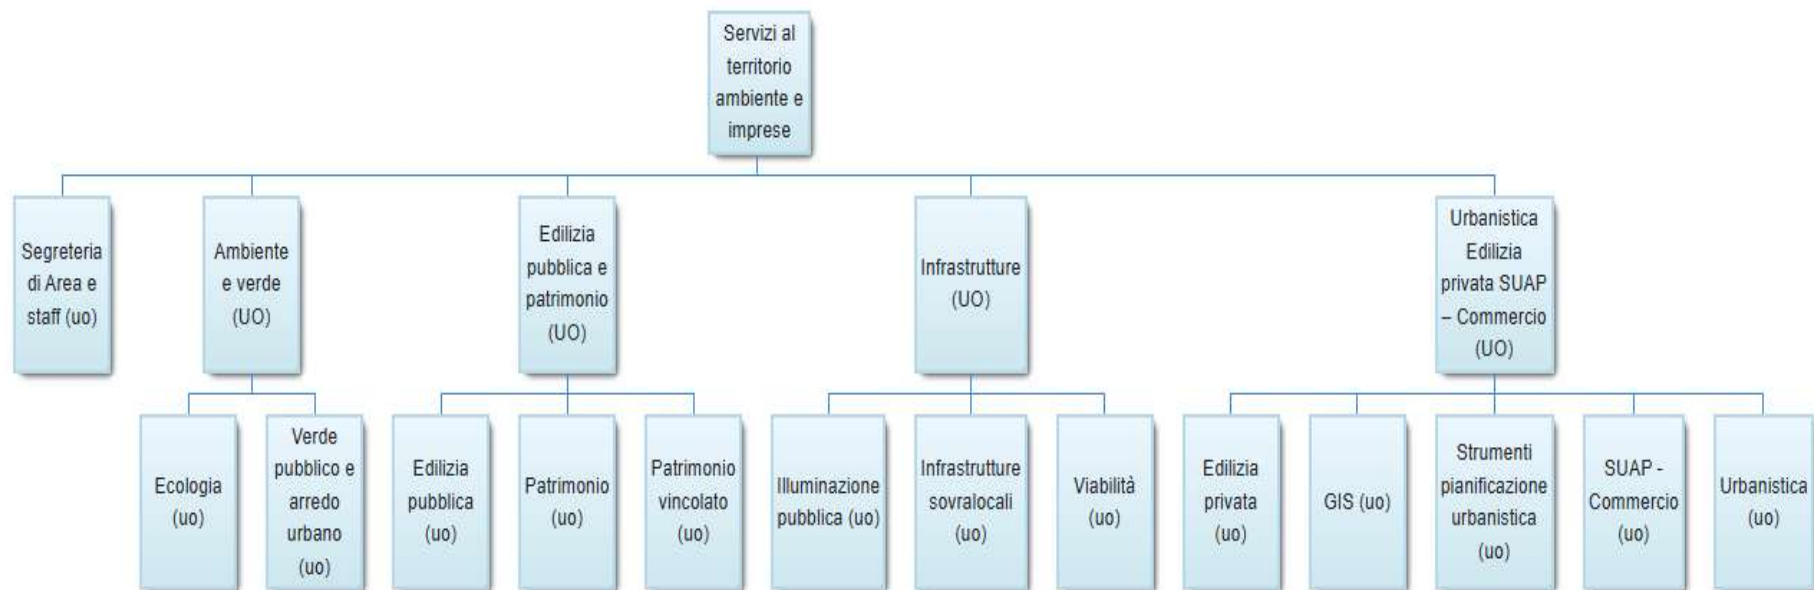 Servizi al
territorio
ambiente e
imprese
Segreteria
di Area e
staff (uo)
Ambiente
e verde
(UO)
Edilizia
pubblica e
patrimonio
(UO)
Infrastrutture
(UO)
Urbanistica
Edilizia
privata SUAP
– Commercio
(UO)
Ecologia
(uo)
Verde
pubblico e
arredo
urbano
(uo)
Edilizia
pubblica
(uo)
Patrimonio
(uo)
Patrimonio
vincolato
(uo)
Illuminazione
pubblica (uo)
Infrastrutture
sovralocali
(uo)
Viabilità
(uo)
Edilizia
privata
(uo)
GIS (uo)
Strumenti
pianificazione
urbanistica
(uo)
SUAP -
Commercio
(uo)
Urbanistica
(uo)